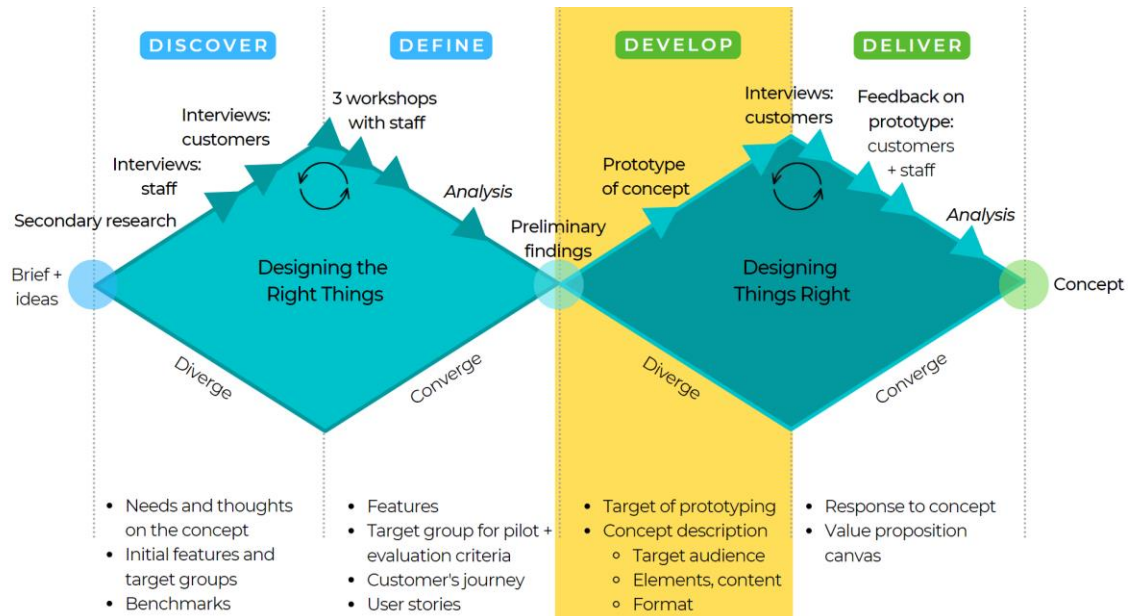 DISCOVER
DEFINE
DEVELOP
DELIVER
Brief +
ideas
Secondary research
Interviews:
staff
Interviews:
customers
3 workshops
with staff
Analysis
Preliminary
findings
Prototype
of concept
Interviews:
customers
Feedback on
prototype:
customers
+ staff
Analysis
Concept
Designing the
Right Things
Designing
Things Right
Diverge
Converge
Diverge
Converge
• Needs and thoughts
on the concept
• Initial features and
target groups
• Benchmarks
• Features
• Target group for pilot +
evaluation criteria
• Customer's journey
• User stories
• Target of prototyping
• Concept description
○ Target audience
○ Elements, content
○ Format
• Response to concept
• Value proposition
canvas